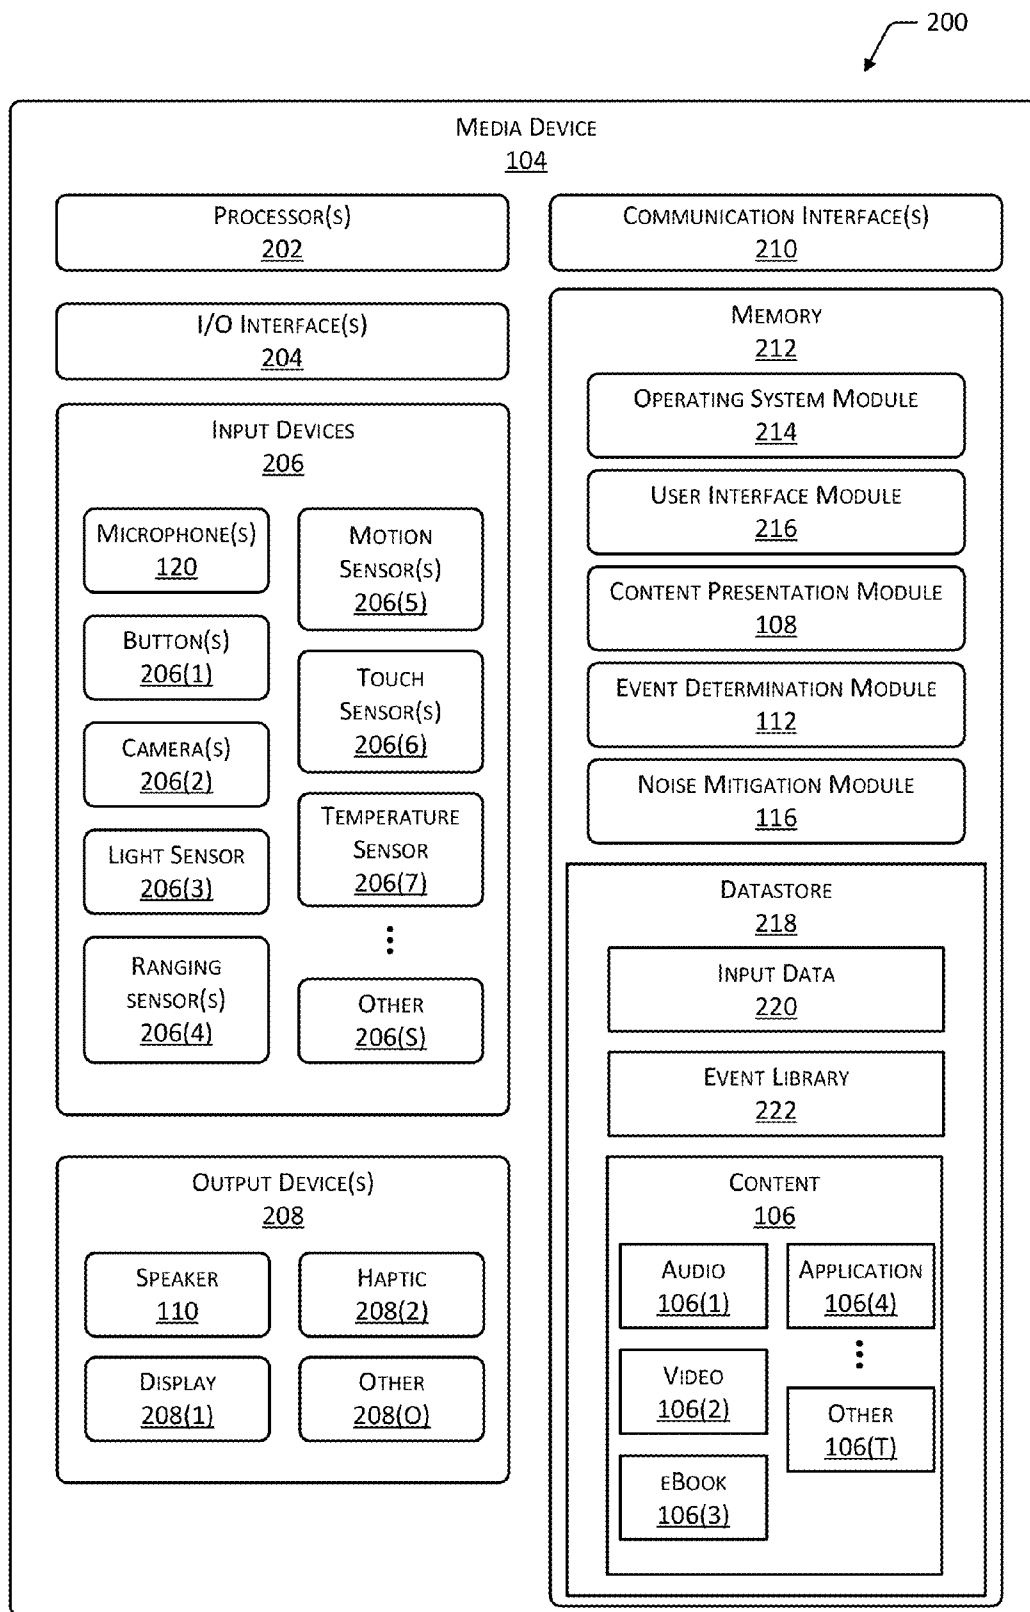 200
MEDIA DEVICE
104
PROCESSOR(S)
202
I/O INTERFACE(S)
204
INPUT DEVICES
206
MICROPHONE(S)
120
BUTTON(S)
206(1)
CAMERA(S)
206(2)
LIGHT SENSOR
206(3)
RANGING
SENSOR(S)
206(4)
MOTION
SENSOR(S)
206(5)
TOUCH
SENSOR(S)
206(6)
TEMPERATURE
SENSOR
206(7)
OTHER
206(S)
OUTPUT DEVICE(S)
208
SPEAKER
110
HAPTIC
208(2)
DISPLAY
208(1)
OTHER
208(O)
COMMUNICATION INTERFACE(S)
210
MEMORY
212
OPERATING SYSTEM MODULE
214
USER INTERFACE MODULE
216
CONTENT PRESENTATION MODULE
108
EVENT DETERMINATION MODULE
112
NOISE MITIGATION MODULE
116
DATASTORE
218
INPUT DATA
220
EVENT LIBRARY
222
CONTENT
106
AUDIO
106(1)
VIDEO
106(2)
EBOOK
106(3)
APPLICATION
106(4)
OTHER
106(T)